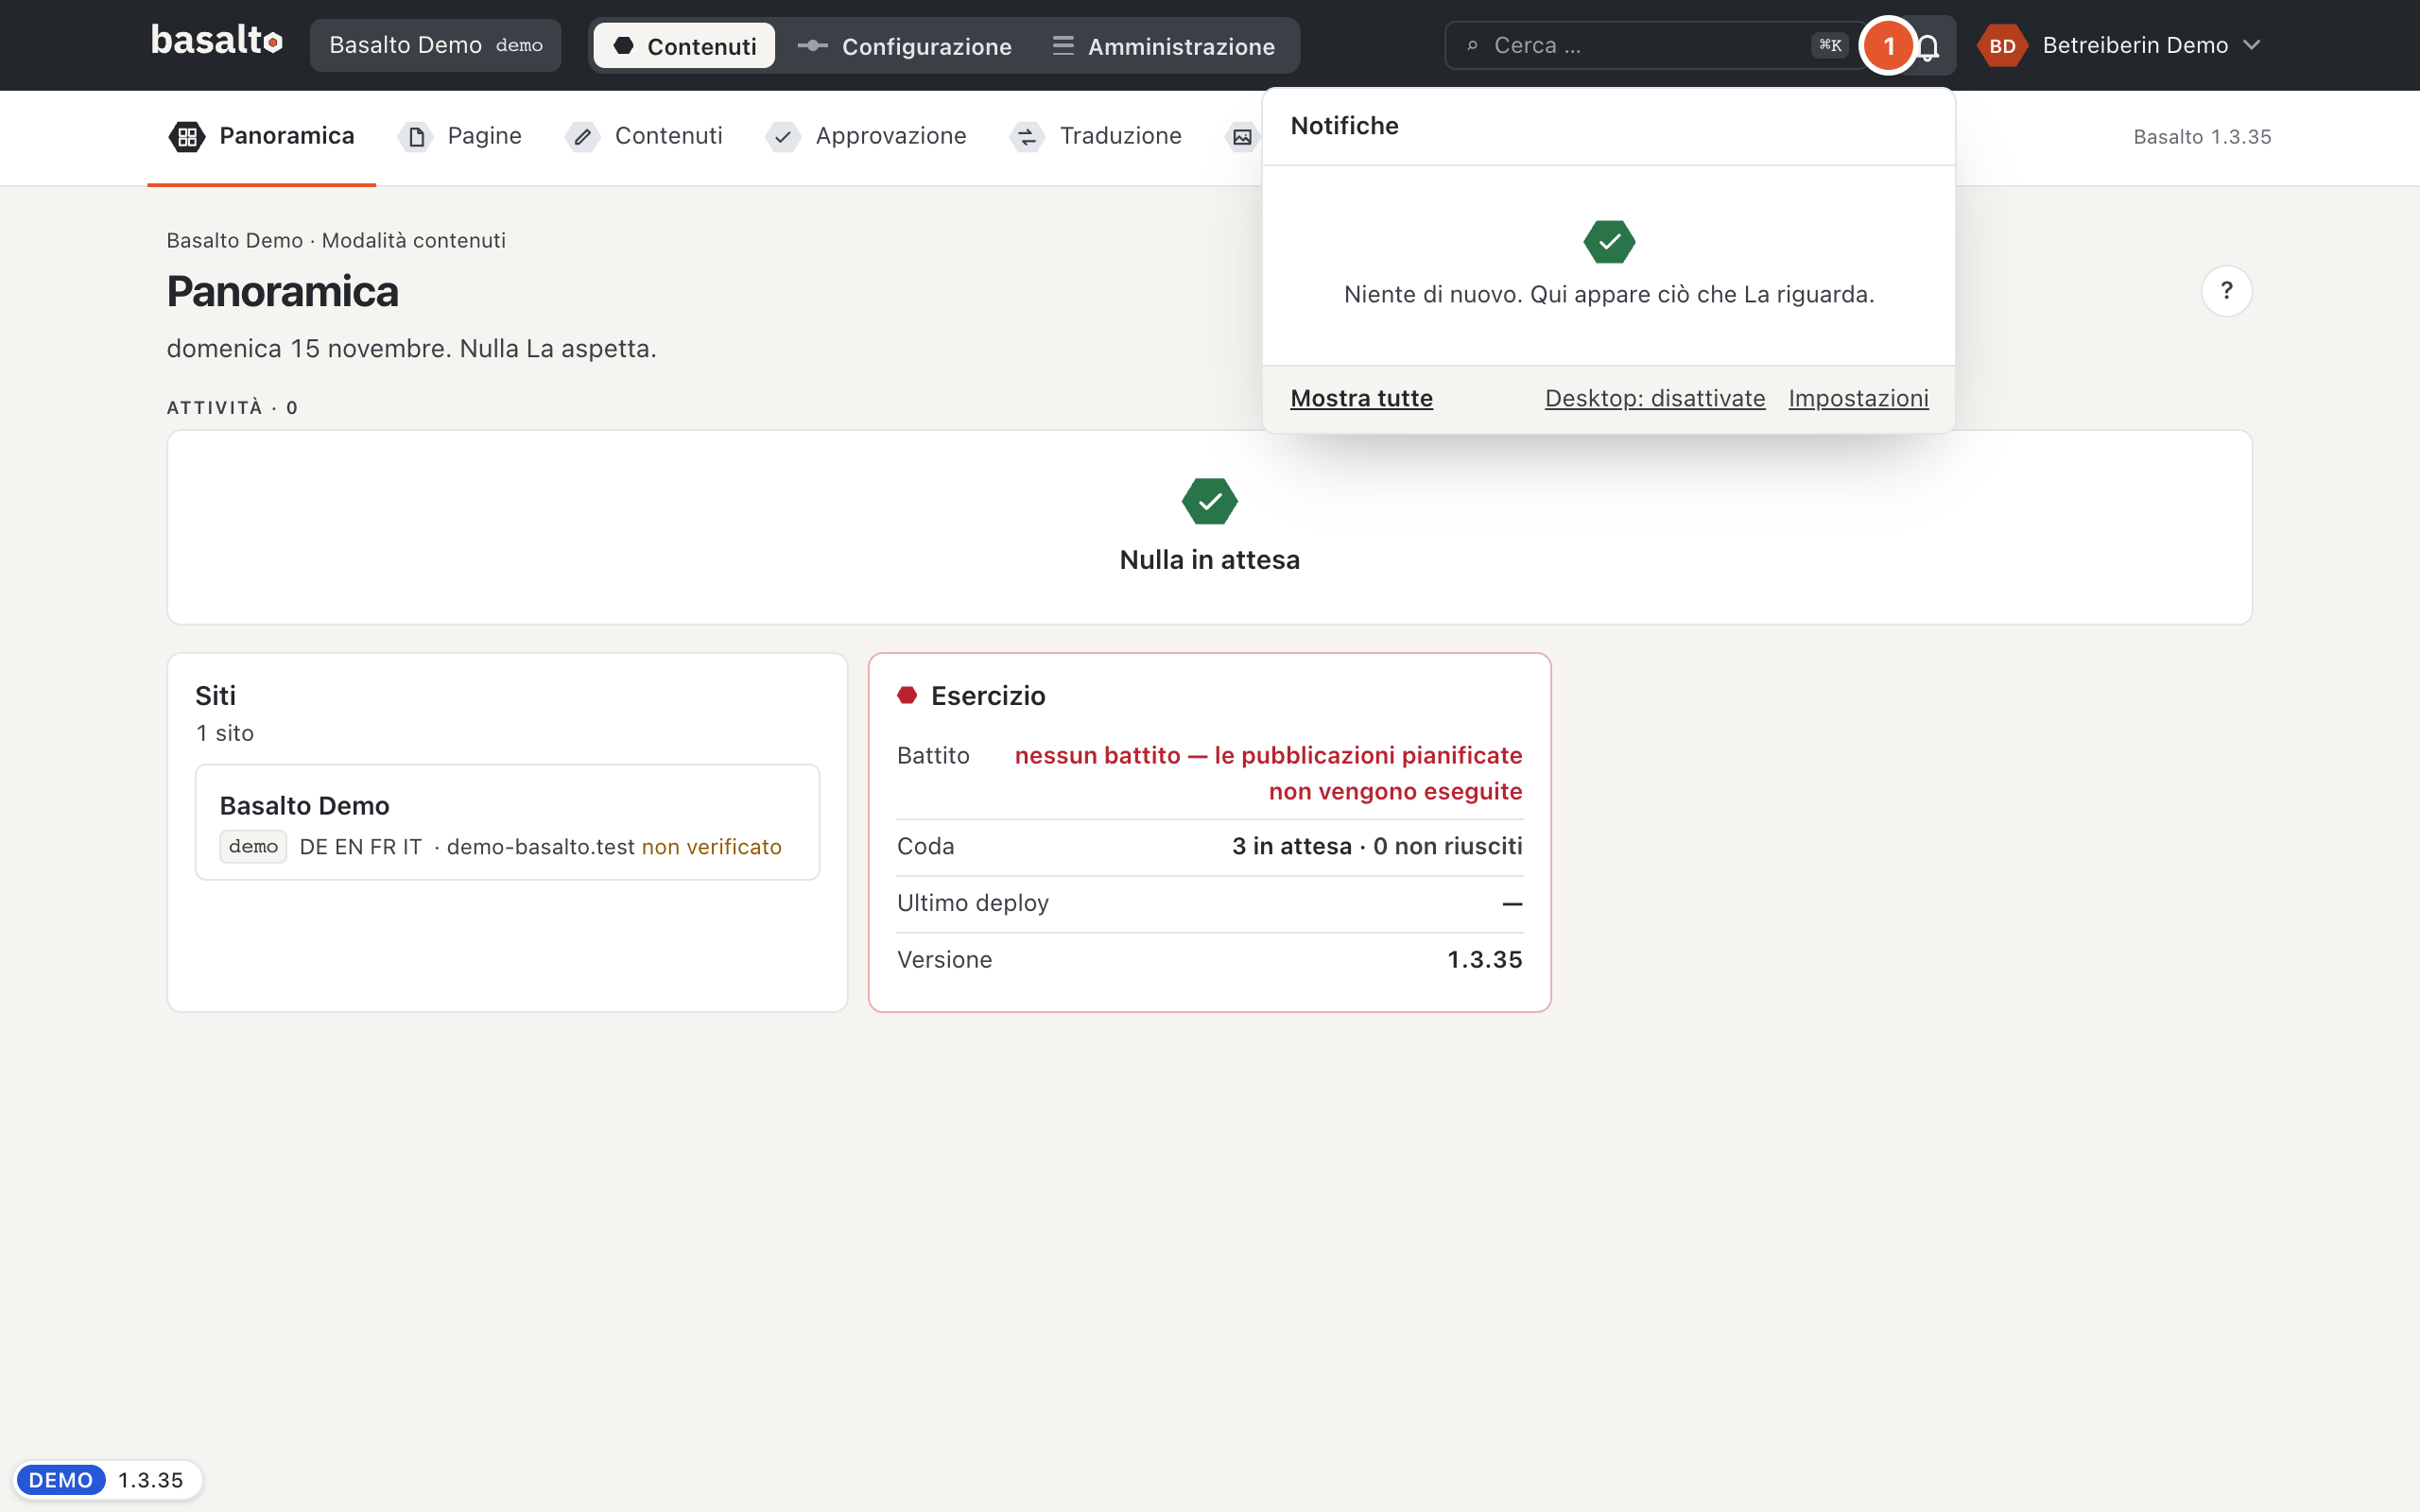 basalto
Basalto Demo demo
Contenuti
Configurazione
Amministrazione
Cerca ...
⌘K
1
BD
Betreiberin Demo
Panoramica
Pagine
Contenuti
Approvazione
Traduzione
Basalto 1.3.35
Notifiche
Niente di nuovo. Qui appare ciò che La riguarda.
Mostra tutte
Desktop: disattivate
Impostazioni
Basalto Demo · Modalità contenuti
Panoramica
?
domenica 15 novembre. Nulla La aspetta.
ATTIVITÀ · 0
Nulla in attesa
Siti
1 sito
Basalto Demo
demo DE EN FR IT · demo-basalto.test non verificato
Esercizio
Battito nessun battito — le pubblicazioni pianificate
non vengono eseguite
Coda 3 in attesa · 0 non riusciti
Ultimo deploy —
Versione 1.3.35
DEMO 1.3.35